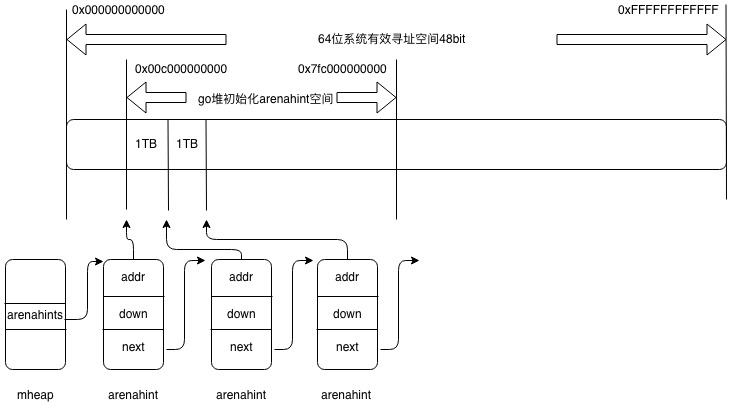 0x000000000000
0xFFFFFFFFFFFF
64位系统有效寻址空间48bit
0x00c000000000
0x7fc000000000
go堆初始化arenahint空间
1TB
1TB
addr
addr
addr
arenahints
down
down
down
next
next
next
mheap
arenahint
arenahint
arenahint